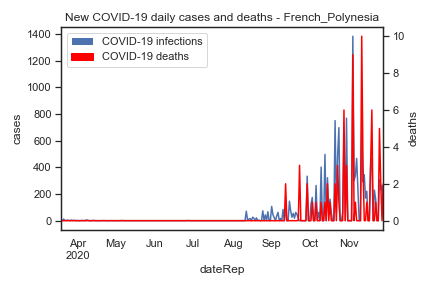 New COVID-19 daily cases and deaths - French_Polynesia
COVID-19 infections
COVID-19 deaths
1400
1200
1000
800
600
400
200
0
cases
10
8
6
4
2
0
deaths
Apr May Jun Jul Aug Sep Oct Nov
2020
dateRep